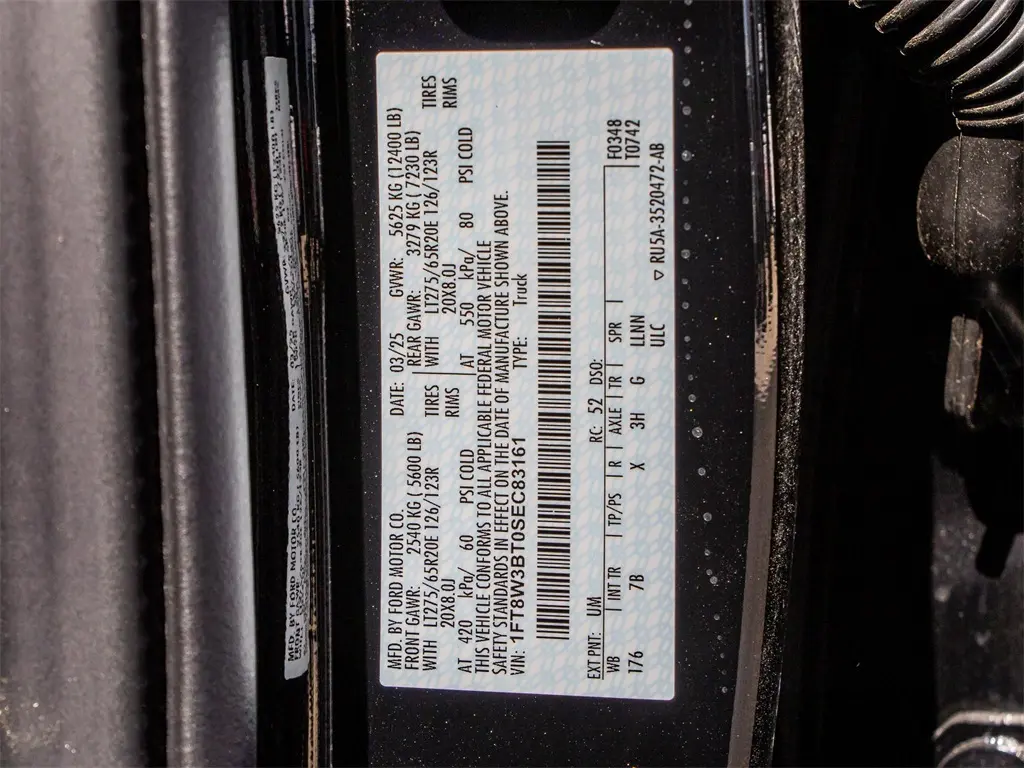 MFD. BY FORD MOTOR CO. DATE: 03/25 GVWR: 5625 KG (12400 LB)
FRONT GAWR: 2540 KG ( 5600 LB) REAR GAWR: 3279 KG ( 7230 LB)
WITH LT275/65R20E 126/123R TIRES WITH LT275/65R20E 126/123R TIRES
20X8.0J RIMS 20X8.0J RIMS
AT 420 kPa/ 60 PSI COLD AT 550 kPa/ 80 PSI COLD
THIS VEHICLE CONFORMS TO ALL APPLICABLE FEDERAL MOTOR VEHICLE
SAFETY STANDARDS IN EFFECT ON THE DATE OF MANUFACTURE SHOWN ABOVE.
VIN: 1FT8W3BT0SEC83161 TYPE: Truck
EXT PNT: UM RC: 52 DSO: F0348
WB INT TR TP/PS R AXLE TR SPR T0742
176 7B X 3H G LLNN
ULC
▽ RU5A-3520472-AB